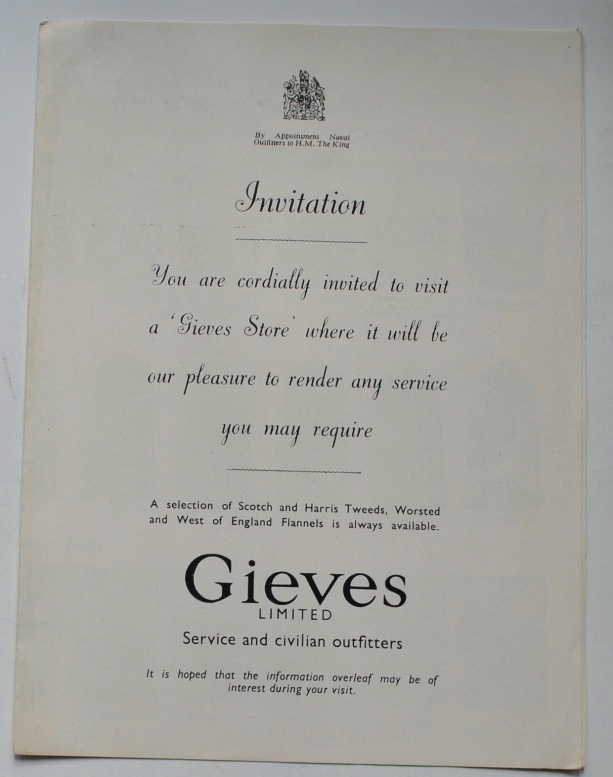 By Appointment Naval
Outfitters to H.M. The King
Invitation
You are cordially invited to visit
a 'Gieves Store' where it will be
our pleasure to render any service
you may require
A selection of Scotch and Harris Tweeds, Worsted
and West of England Flannels is always available.
Gieves
LIMITED
Service and civilian outfitters
It is hoped that the information overleaf may be of
interest during your visit.